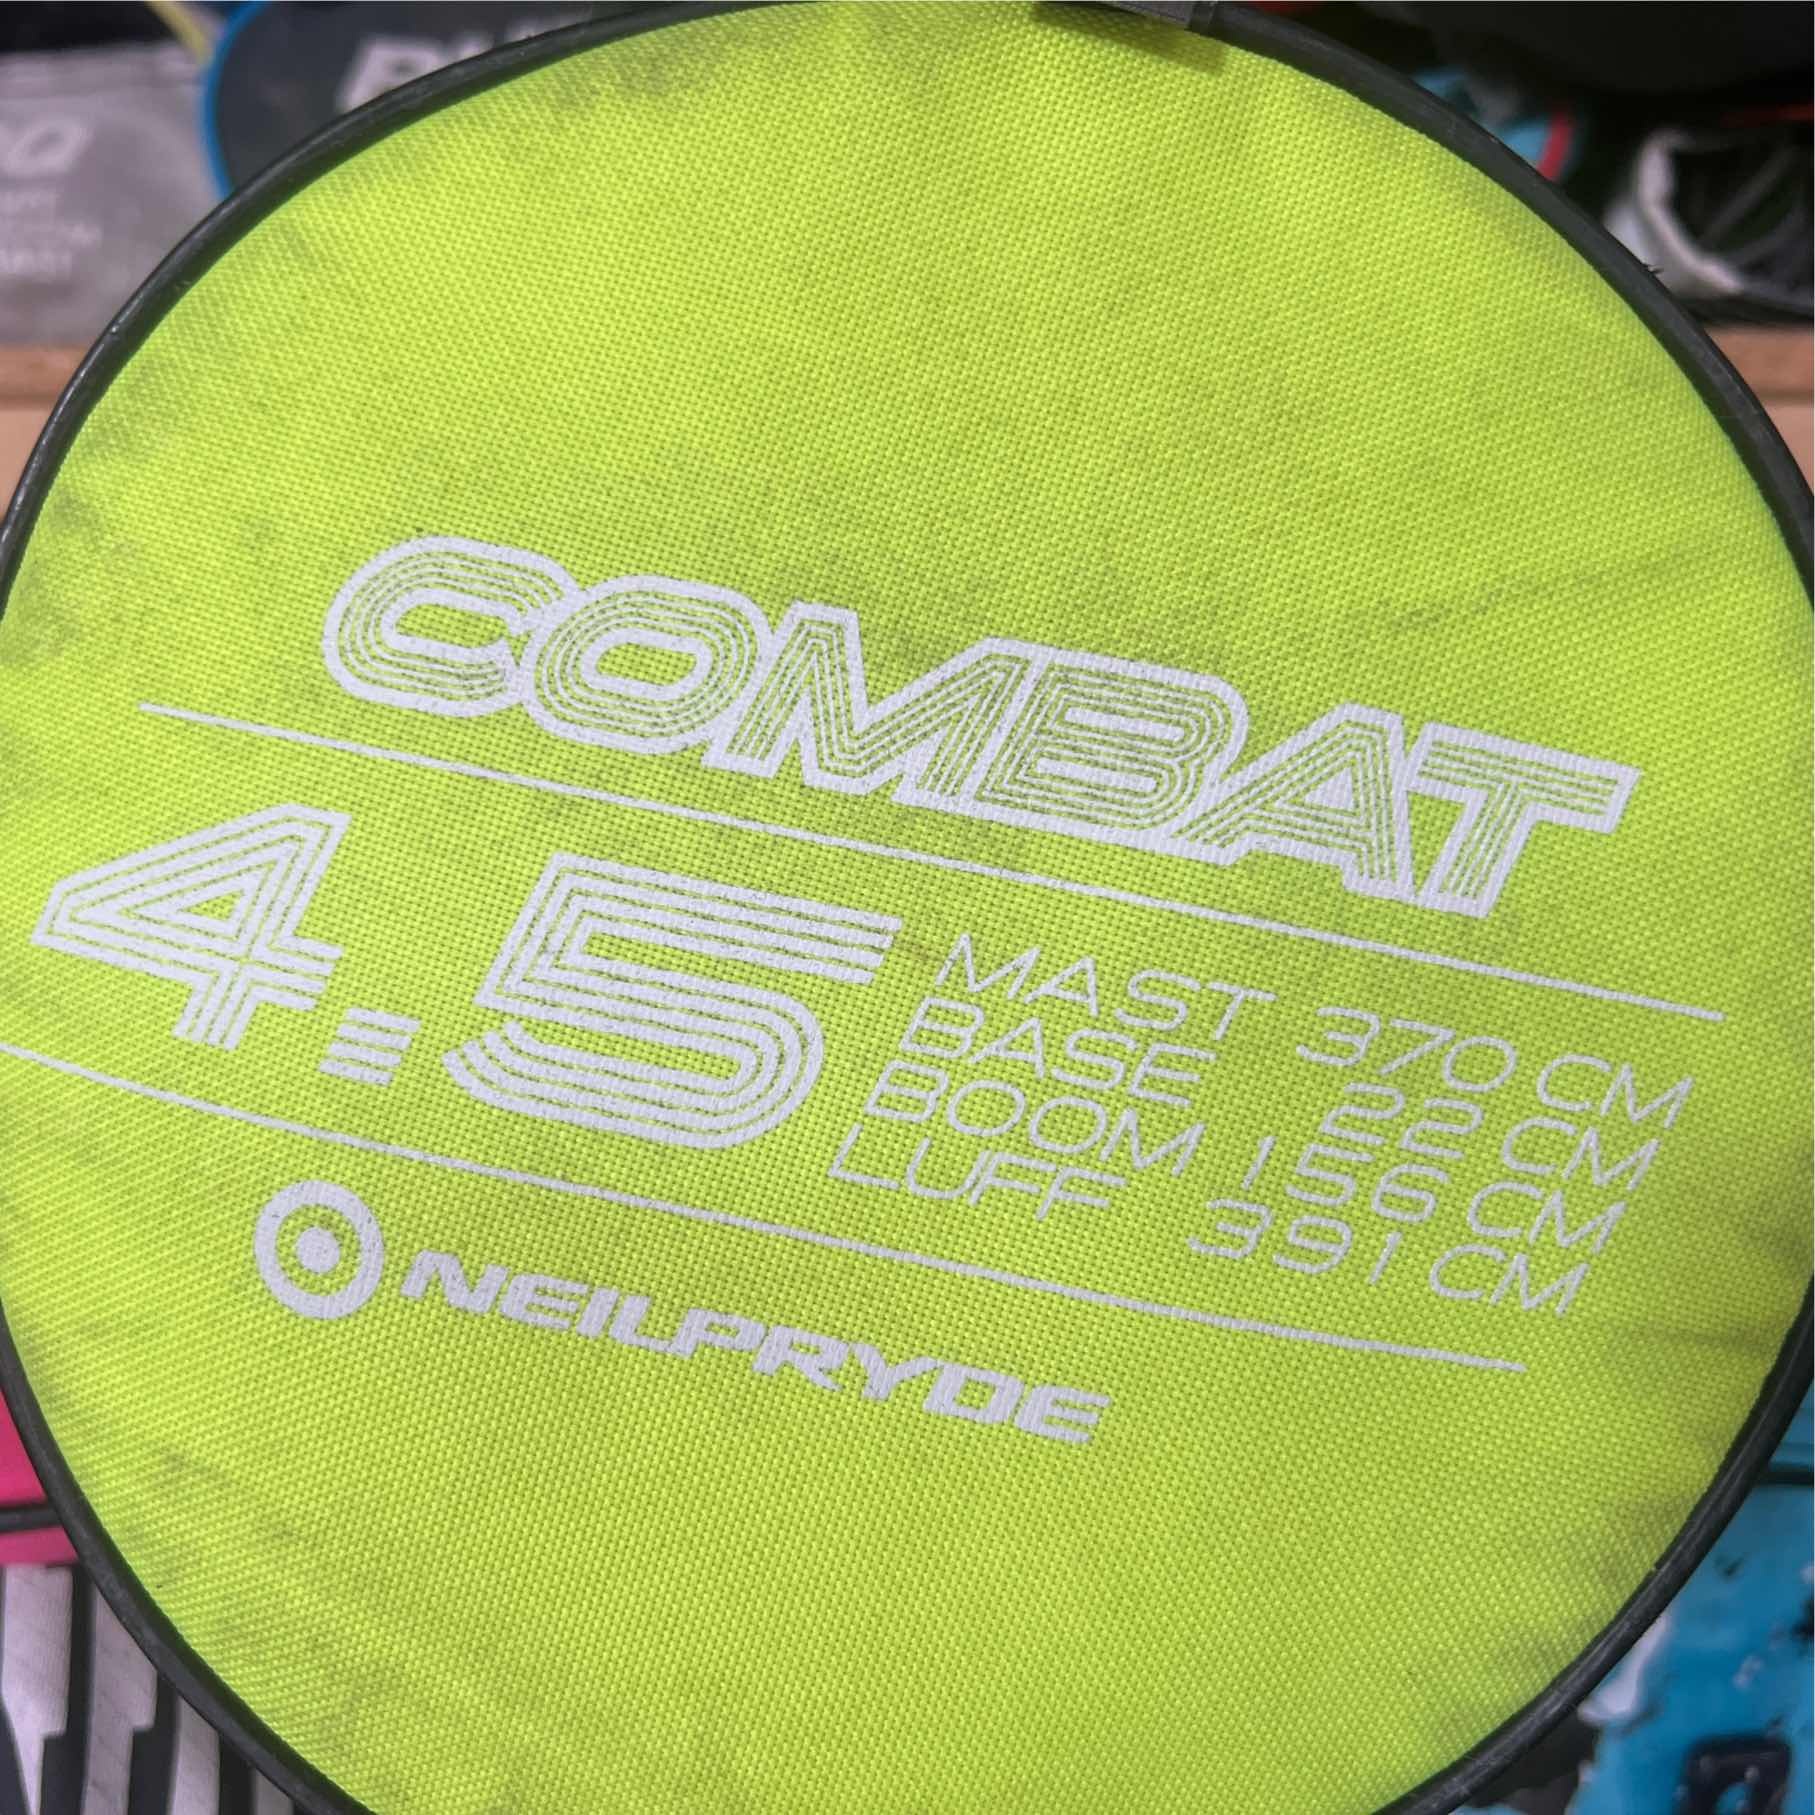 COMBAT
4.5
MAST 370 CM
BASE 22 CM
BOOM 156 CM
LUFF 391 CM
NEILPRYDE